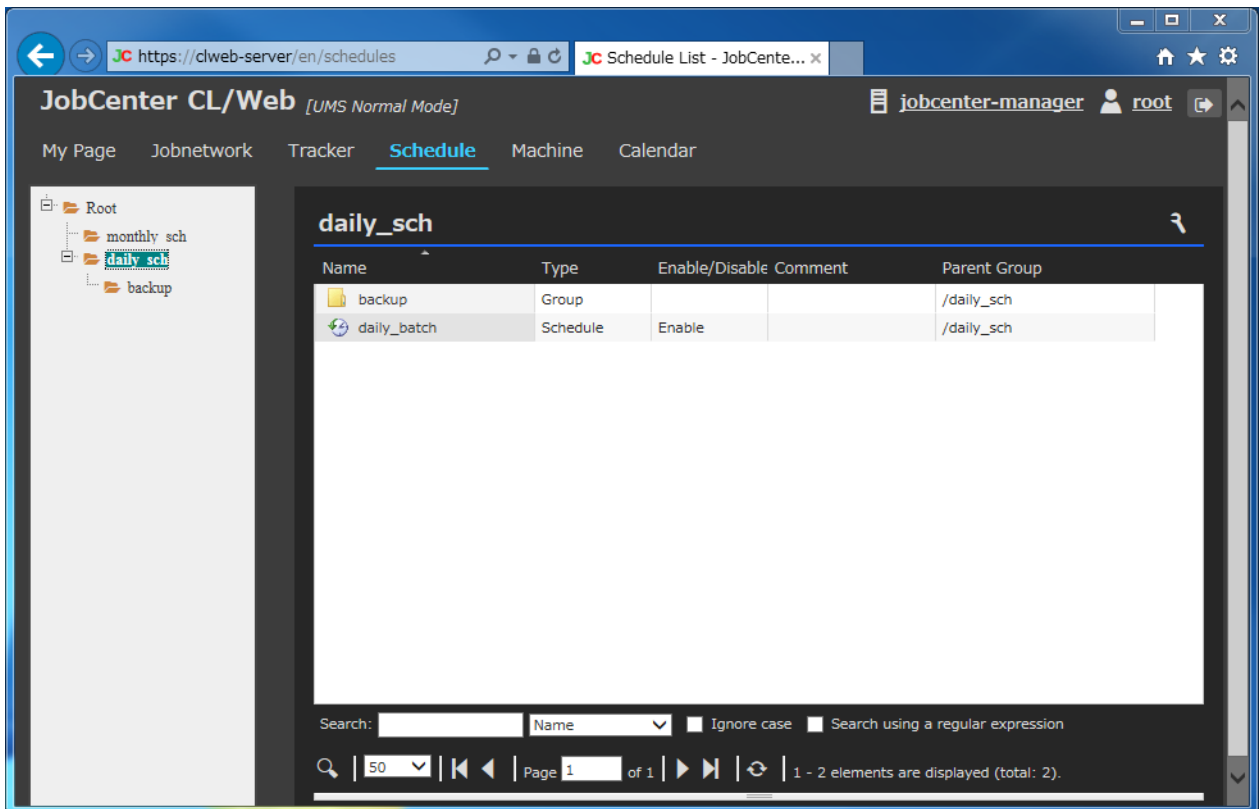 JC https://clweb-server/en/schedules
JC Schedule List - JobCente... ×
JobCenter CL/Web [UMS Normal Mode]
jobcenter-manager root
My Page Jobnetwork Tracker Schedule Machine Calendar
Root
monthly_sch
daily_sch
backup
daily_sch
Name Type Enable/Disable Comment Parent Group
backup Group /daily_sch
daily_batch Schedule Enable /daily_sch
Search: Name Ignore case Search using a regular expression
50 Page 1 of 1 1 - 2 elements are displayed (total: 2).